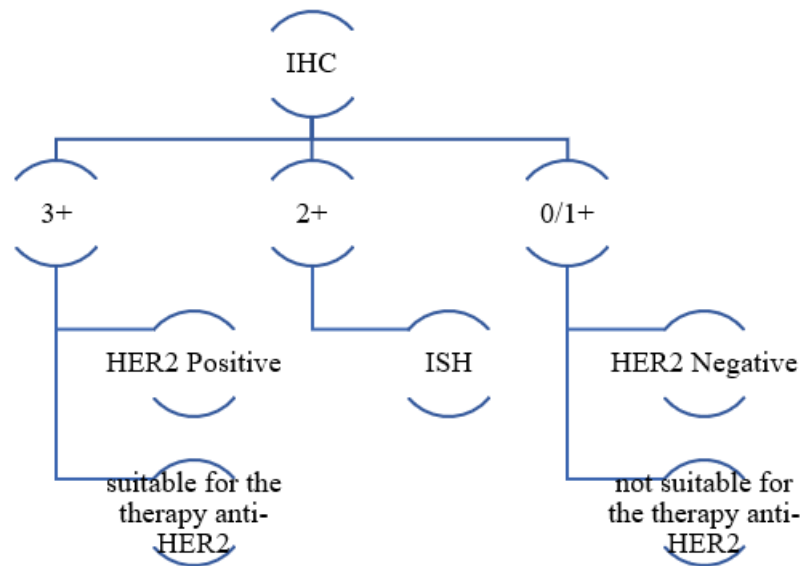 IHC
3+
2+
0/1+
HER2 Positive
ISH
HER2 Negative
suitable for the
therapy anti-
HER2
not suitable for
the therapy anti-
HER2